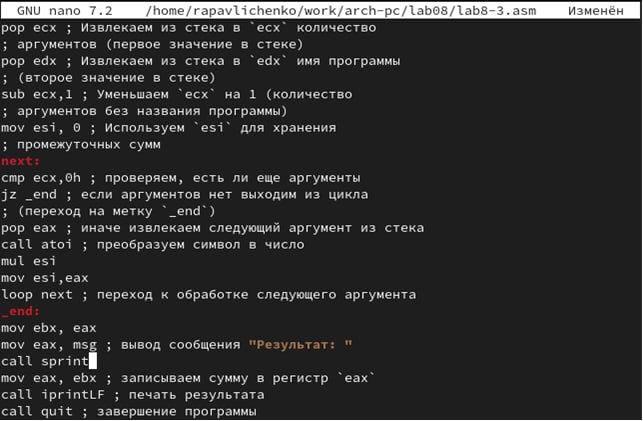 GNU nano 7.2 /home/rapavlichenko/work/arch-pc/lab08/lab8-3.asm Изменён
pop ecx ; Извлекаем из стека в `ecx` количество
; аргументов (первое значение в стеке)
pop edx ; Извлекаем из стека в `edx` имя программы
; (второе значение в стеке)
sub ecx,1 ; Уменьшаем `ecx` на 1 (количество
; аргументов без названия программы)
mov esi, 0 ; Используем `esi` для хранения
; промежуточных сумм
next:
cmp ecx,0h ; проверяем, есть ли еще аргументы
jz _end ; если аргументов нет выходим из цикла
; (переход на метку `_end`)
pop eax ; иначе извлекаем следующий аргумент из стека
call atoi ; преобразуем символ в число
mul esi
mov esi,eax
loop next ; переход к обработке следующего аргумента
_end:
mov ebx, eax
mov eax, msg ; вывод сообщения "Результат: "
call sprint
mov eax, ebx ; записываем сумму в регистр `eax`
call iprintLF ; печать результата
call quit ; завершение программы